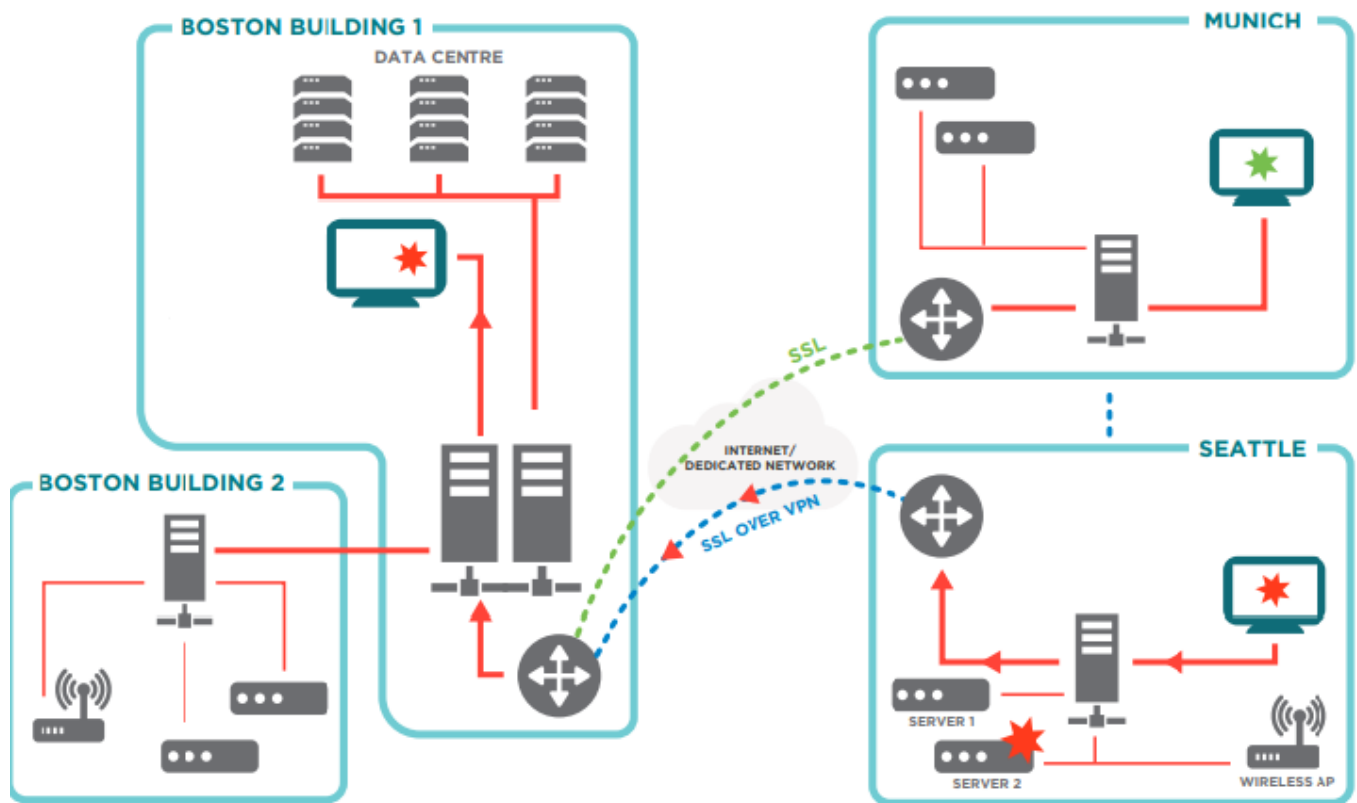 BOSTON BUILDING 1
DATA CENTRE
MUNICH
SSL
INTERNET/
DEDICATED NETWORK
SSL OVER VPN
SEATTLE
BOSTON BUILDING 2
SERVER 1
SERVER 2
WIRELESS AP